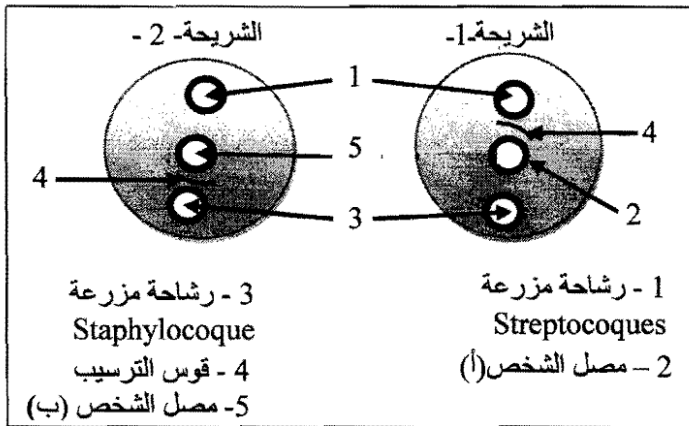 الشريحة-1-
الشريحة- 2 -
1
4
5
4
3
2
1 - رشاحة مزرعة
Streptocoques
2 – مصل الشخص(أ)
3 - رشاحة مزرعة
Staphylocoque
4 - قوس الترسيب
5- مصل الشخص (ب)